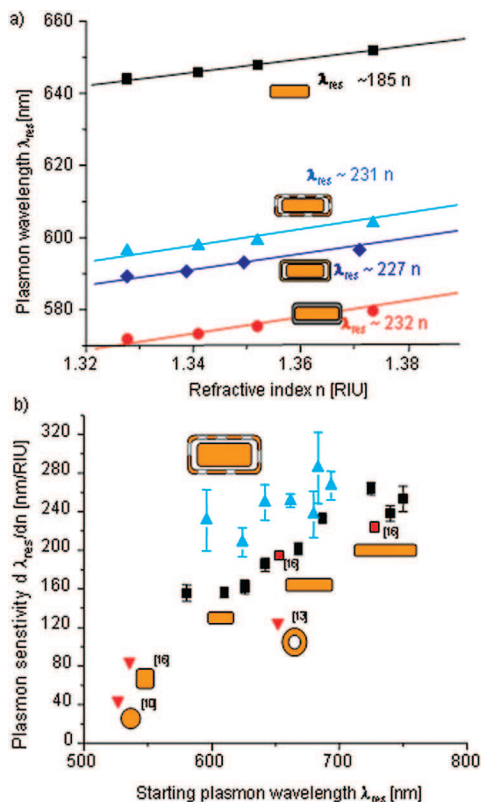 a)
660
640
620
600
580
Plasmon wavelength λres [nm]
λres ~185 n
λres ~ 231 n
λres ~ 227 n
λres ~ 232 n
1.32 1.34 1.36 1.38
Refractive index n [RIU]
b)
320
280
240
200
160
120
80
40
0
Plasmon senstivity d λres/dn [nm/RIU]
[16]
[16]
[13]
[16]
[10]
500 600 700 800
Starting plasmon wavelength λres [nm]